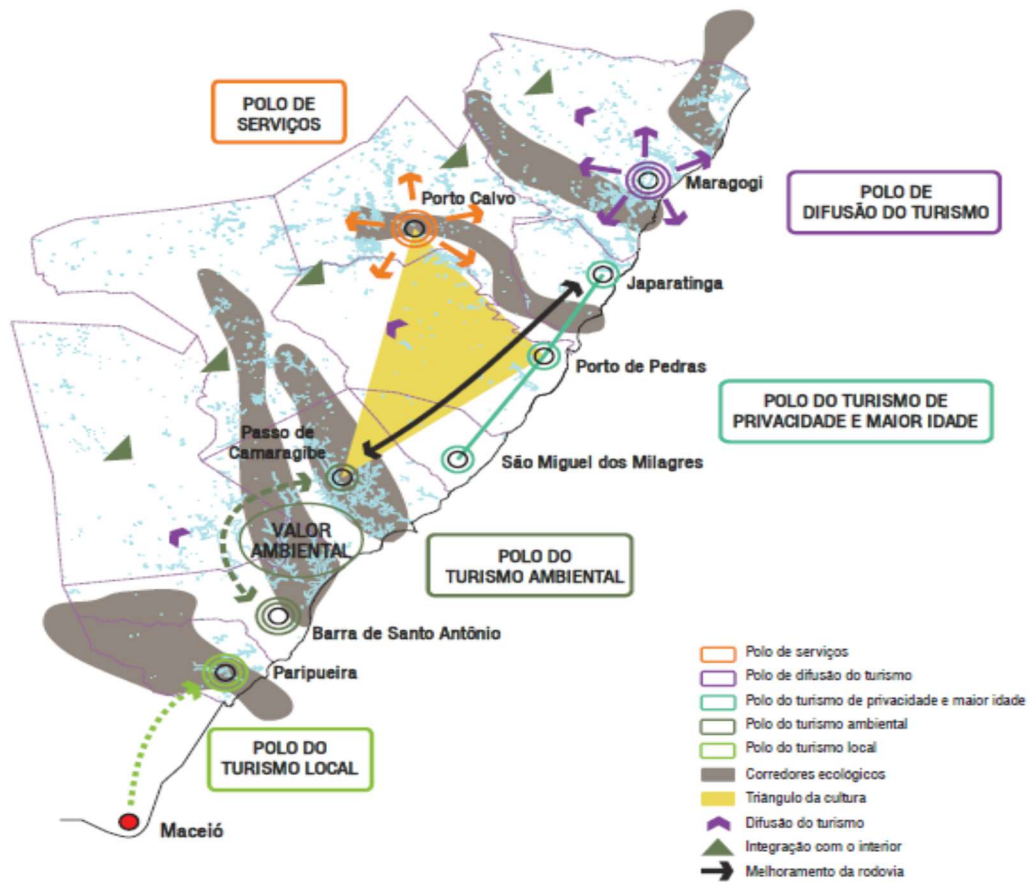 POLO DE
SERVIÇOS
Porto Calvo
Maragogi
POLO DE
DIFUSÃO DO TURISMO
Japaratinga
Porto de Pedras
POLO DO TURISMO DE
PRIVACIDADE E MAIOR IDADE
Passo de
Camaragibe
São Miguel dos Milagres
VALOR
AMBIENTAL
POLO DO
TURISMO AMBIENTAL
Barra de Santo Antônio
Paripueira
POLO DO
TURISMO LOCAL
Maceió
Polo de serviços
Polo de difusão do turismo
Polo do turismo de privacidade e maior idade
Polo do turismo ambiental
Polo do turismo local
Corredores ecológicos
Triângulo da cultura
Difusão do turismo
Integração com o interior
Melhoramento da rodovia